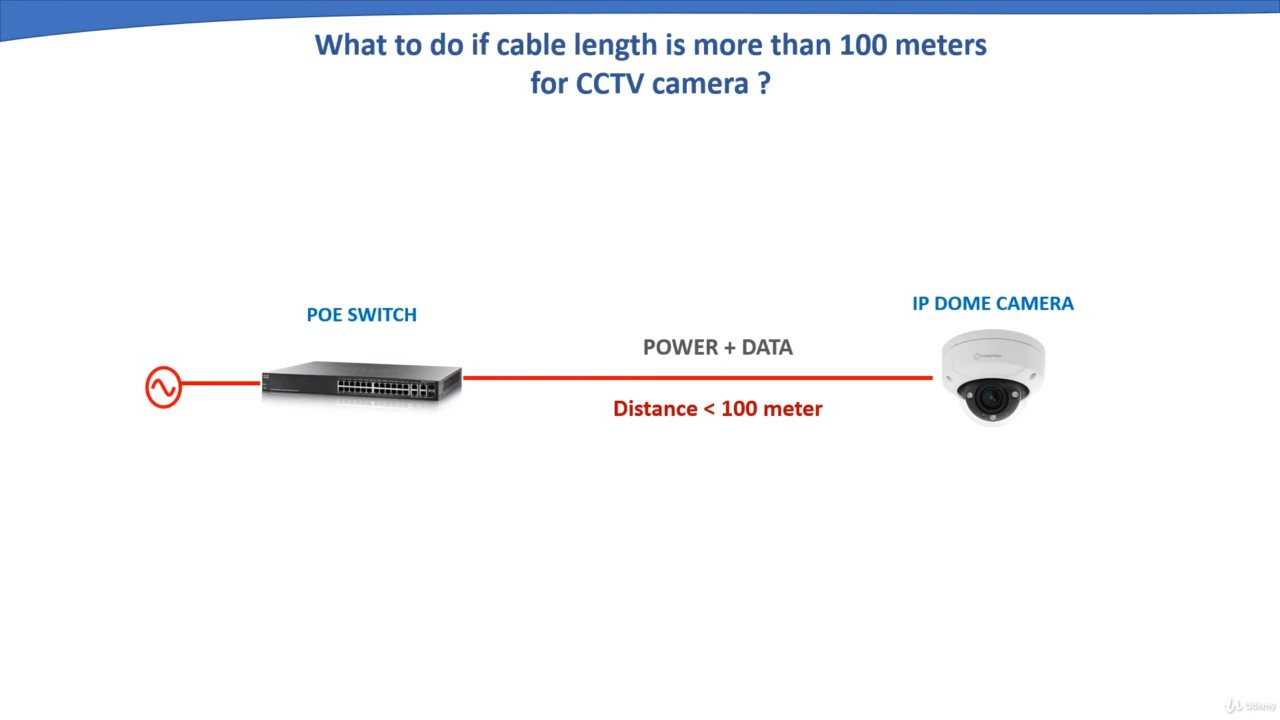 What to do if cable length is more than 100 meters
for CCTV camera ?
IP DOME CAMERA
POE SWITCH
POWER + DATA
Distance < 100 meter
Udemy